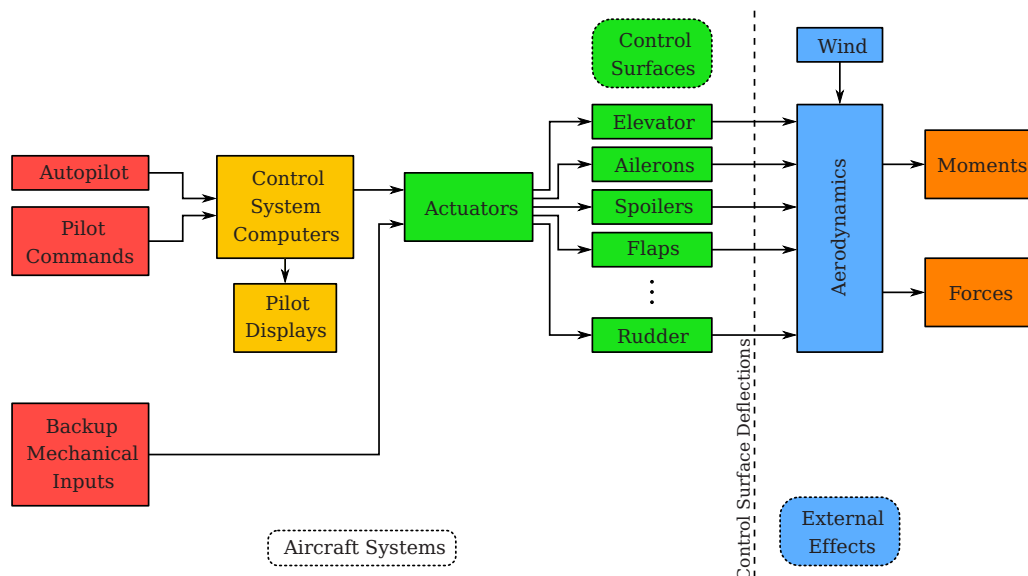 Control
Surfaces
Wind
Elevator
Autopilot
Control
System
Computers
Ailerons
Moments
Actuators
Spoilers
Pilot
Commands
Flaps
Aerodynamics
Pilot
Displays
Forces
Rudder
Control Surface Deflections
Backup
Mechanical
Inputs
Aircraft Systems
External
Effects